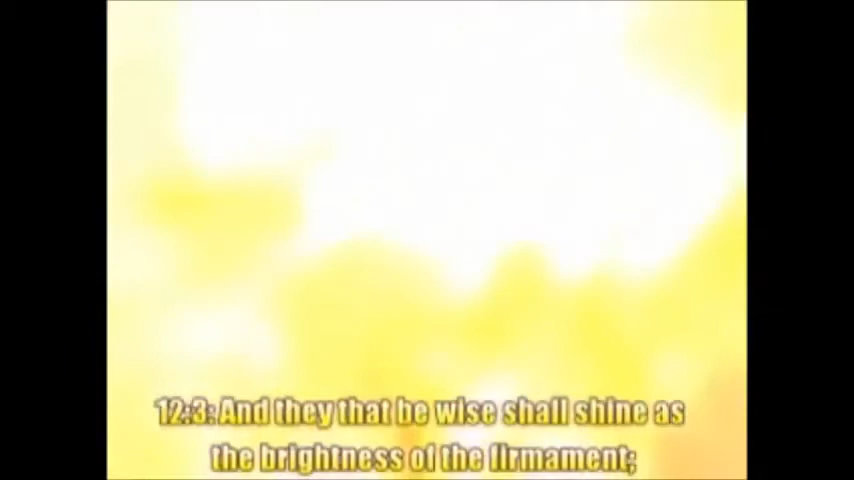 12:3: And they that be wise shall shine as
the brightness of the firmament;